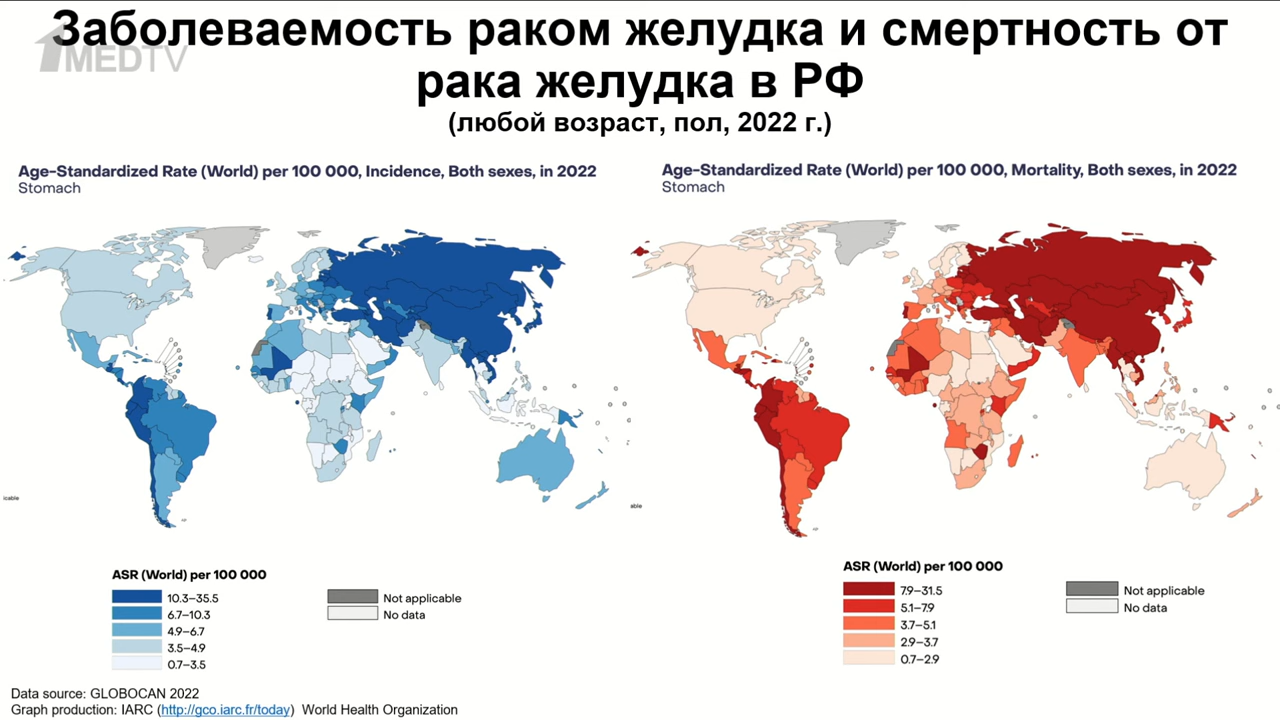 Заболеваемость раком желудка и смертность от
рака желудка в РФ
(любой возраст, пол, 2022 г.)
MEDTV
Age-Standardized Rate (World) per 100 000, Incidence, Both sexes, in 2022
Stomach
Age-Standardized Rate (World) per 100 000, Mortality, Both sexes, in 2022
Stomach
icable
able
ASR (World) per 100 000
10.3–35.5
6.7–10.3
4.9–6.7
3.5–4.9
0.7–3.5
Not applicable
No data
ASR (World) per 100 000
7.9–31.5
5.1–7.9
3.7–5.1
2.9–3.7
0.7–2.9
Not applicable
No data
Data source: GLOBOCAN 2022
Graph production: IARC (http://gco.iarc.fr/today) World Health Organization